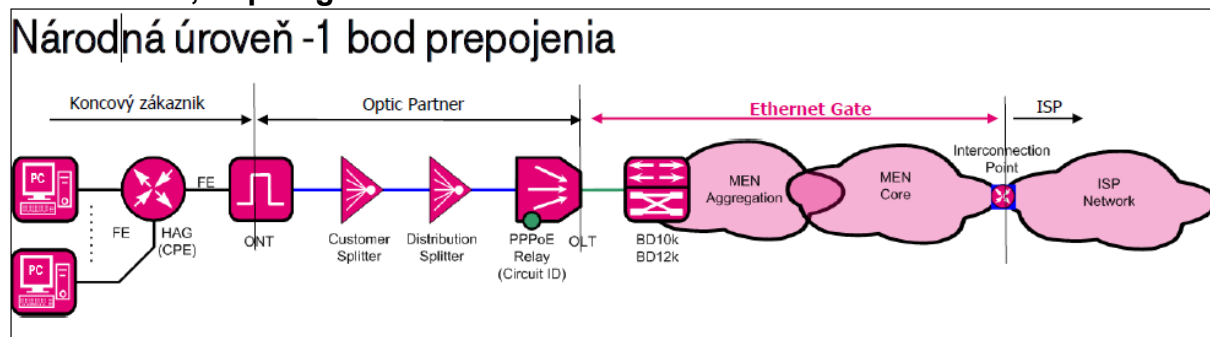 Národná úroveň -1 bod prepojenia
Koncový zákazník
Optic Partner
Ethernet Gate
ISP
PC
FE
FE
HAG
(CPE)
ONT
Customer
Splitter
Distribution
Splitter
PPPoE
Relay
(Circuit ID)
OLT
BD10k
BD12k
MEN
Aggregation
MEN
Core
Interconnection
Point
ISP
Network
PC